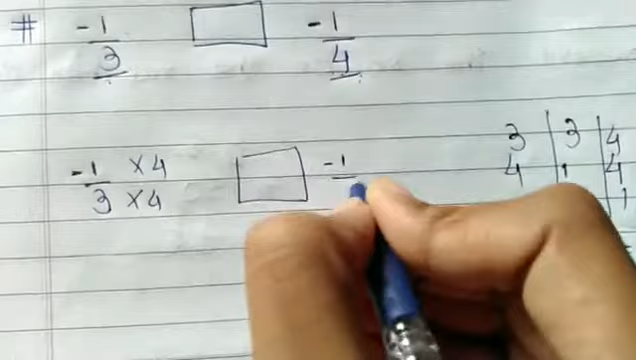 # -1/3 □ -1/4
-1 × 4 / 3 × 4 □ -1
3 | 3 | 4
4 | 1 | 4
1